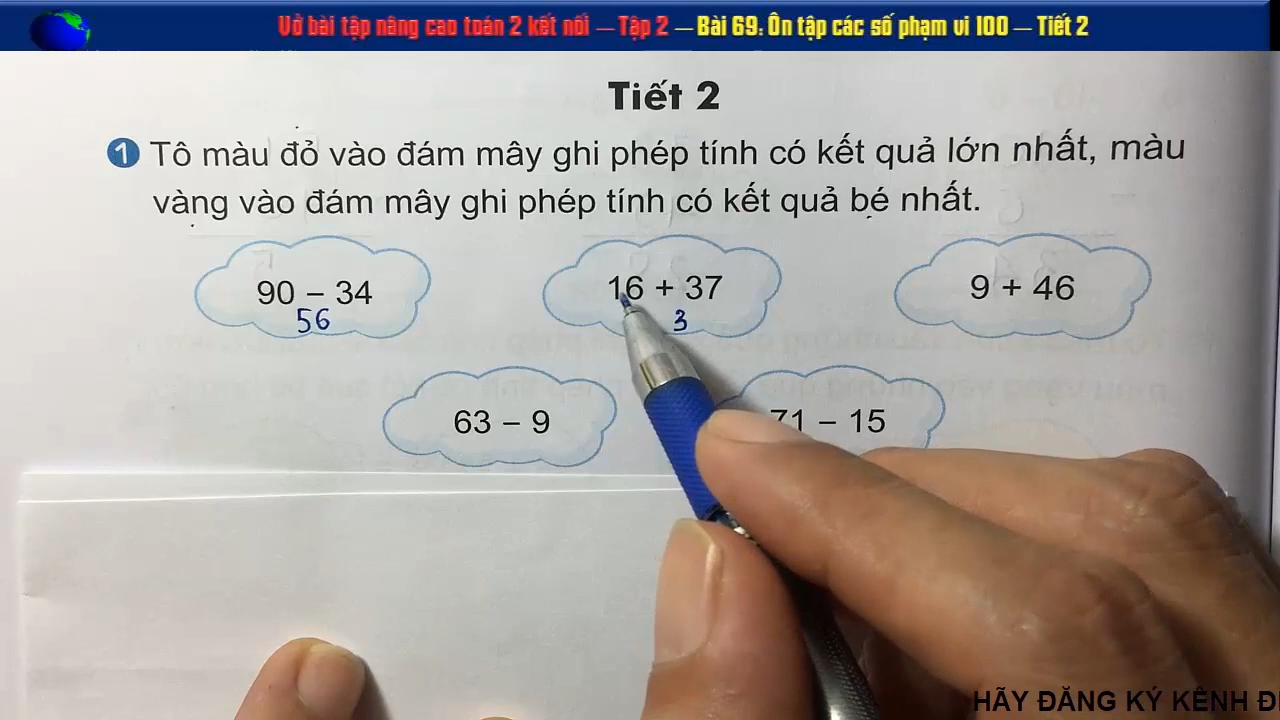 Vở bài tập nâng cao toán 2 kết nối – Tập 2 – Bài 69: Ôn tập các số phạm vi 100 – Tiết 2
Tiết 2
1 Tô màu đỏ vào đám mây ghi phép tính có kết quả lớn nhất, màu
vàng vào đám mây ghi phép tính có kết quả bé nhất.
90 – 34
16 + 37
9 + 46
56
3
63 – 9
71 – 15
HÃY ĐĂNG KÝ KÊNH